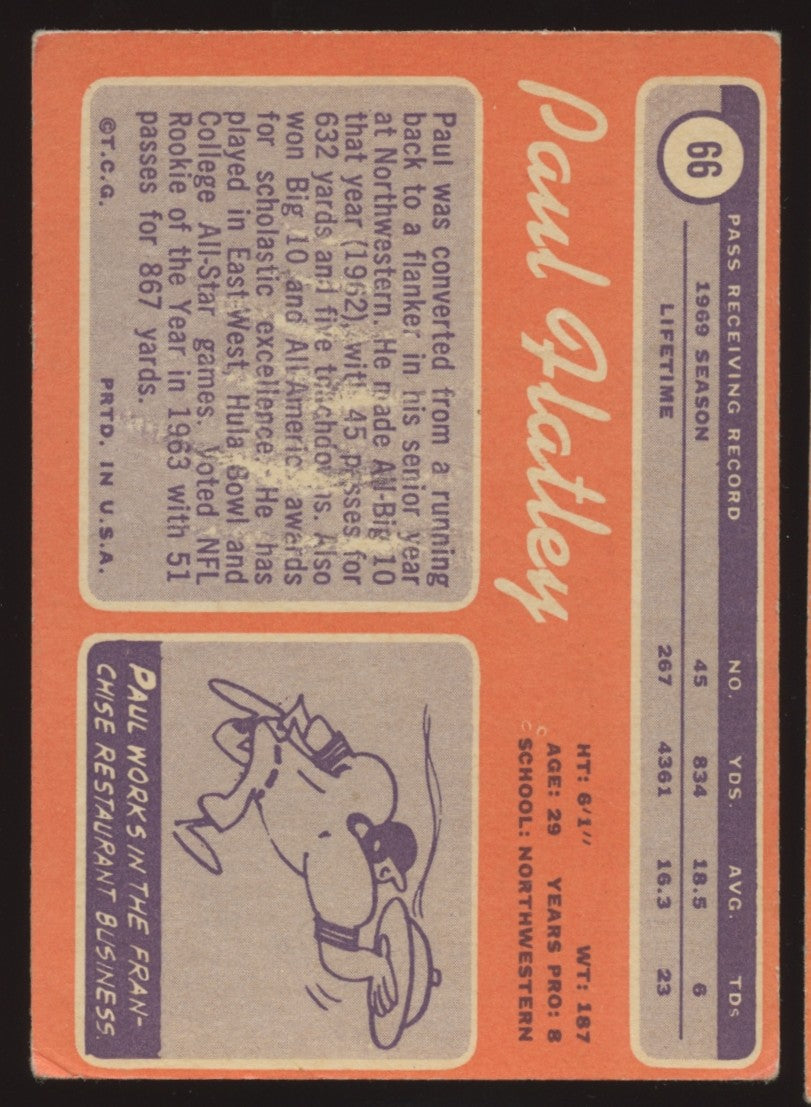 66
PASS RECEIVING RECORD NO. YDS. AVG. TDs
1969 SEASON 45 834 18.5 6
LIFETIME 267 4361 16.3 23
Paul Flatley
HT: 6'1" WT: 187
AGE: 29 YEARS PRO: 8
SCHOOL: NORTHWESTERN
Paul was converted from a running
back to a flanker in his senior year
at Northwestern. He made All-Big 10
that year (1962), with 45 passes for
632 yards and five touchdowns. Also
won Big 10 and All-America awards
for scholastic excellence. He has
played in East-West, Hula Bowl and
College All-Star games. Voted NFL
Rookie of the Year in 1963 with 51
passes for 867 yards.
©T.C.G. PRTD. IN U.S.A.
PAUL WORKS IN THE FRAN-
CHISE RESTAURANT BUSINESS.